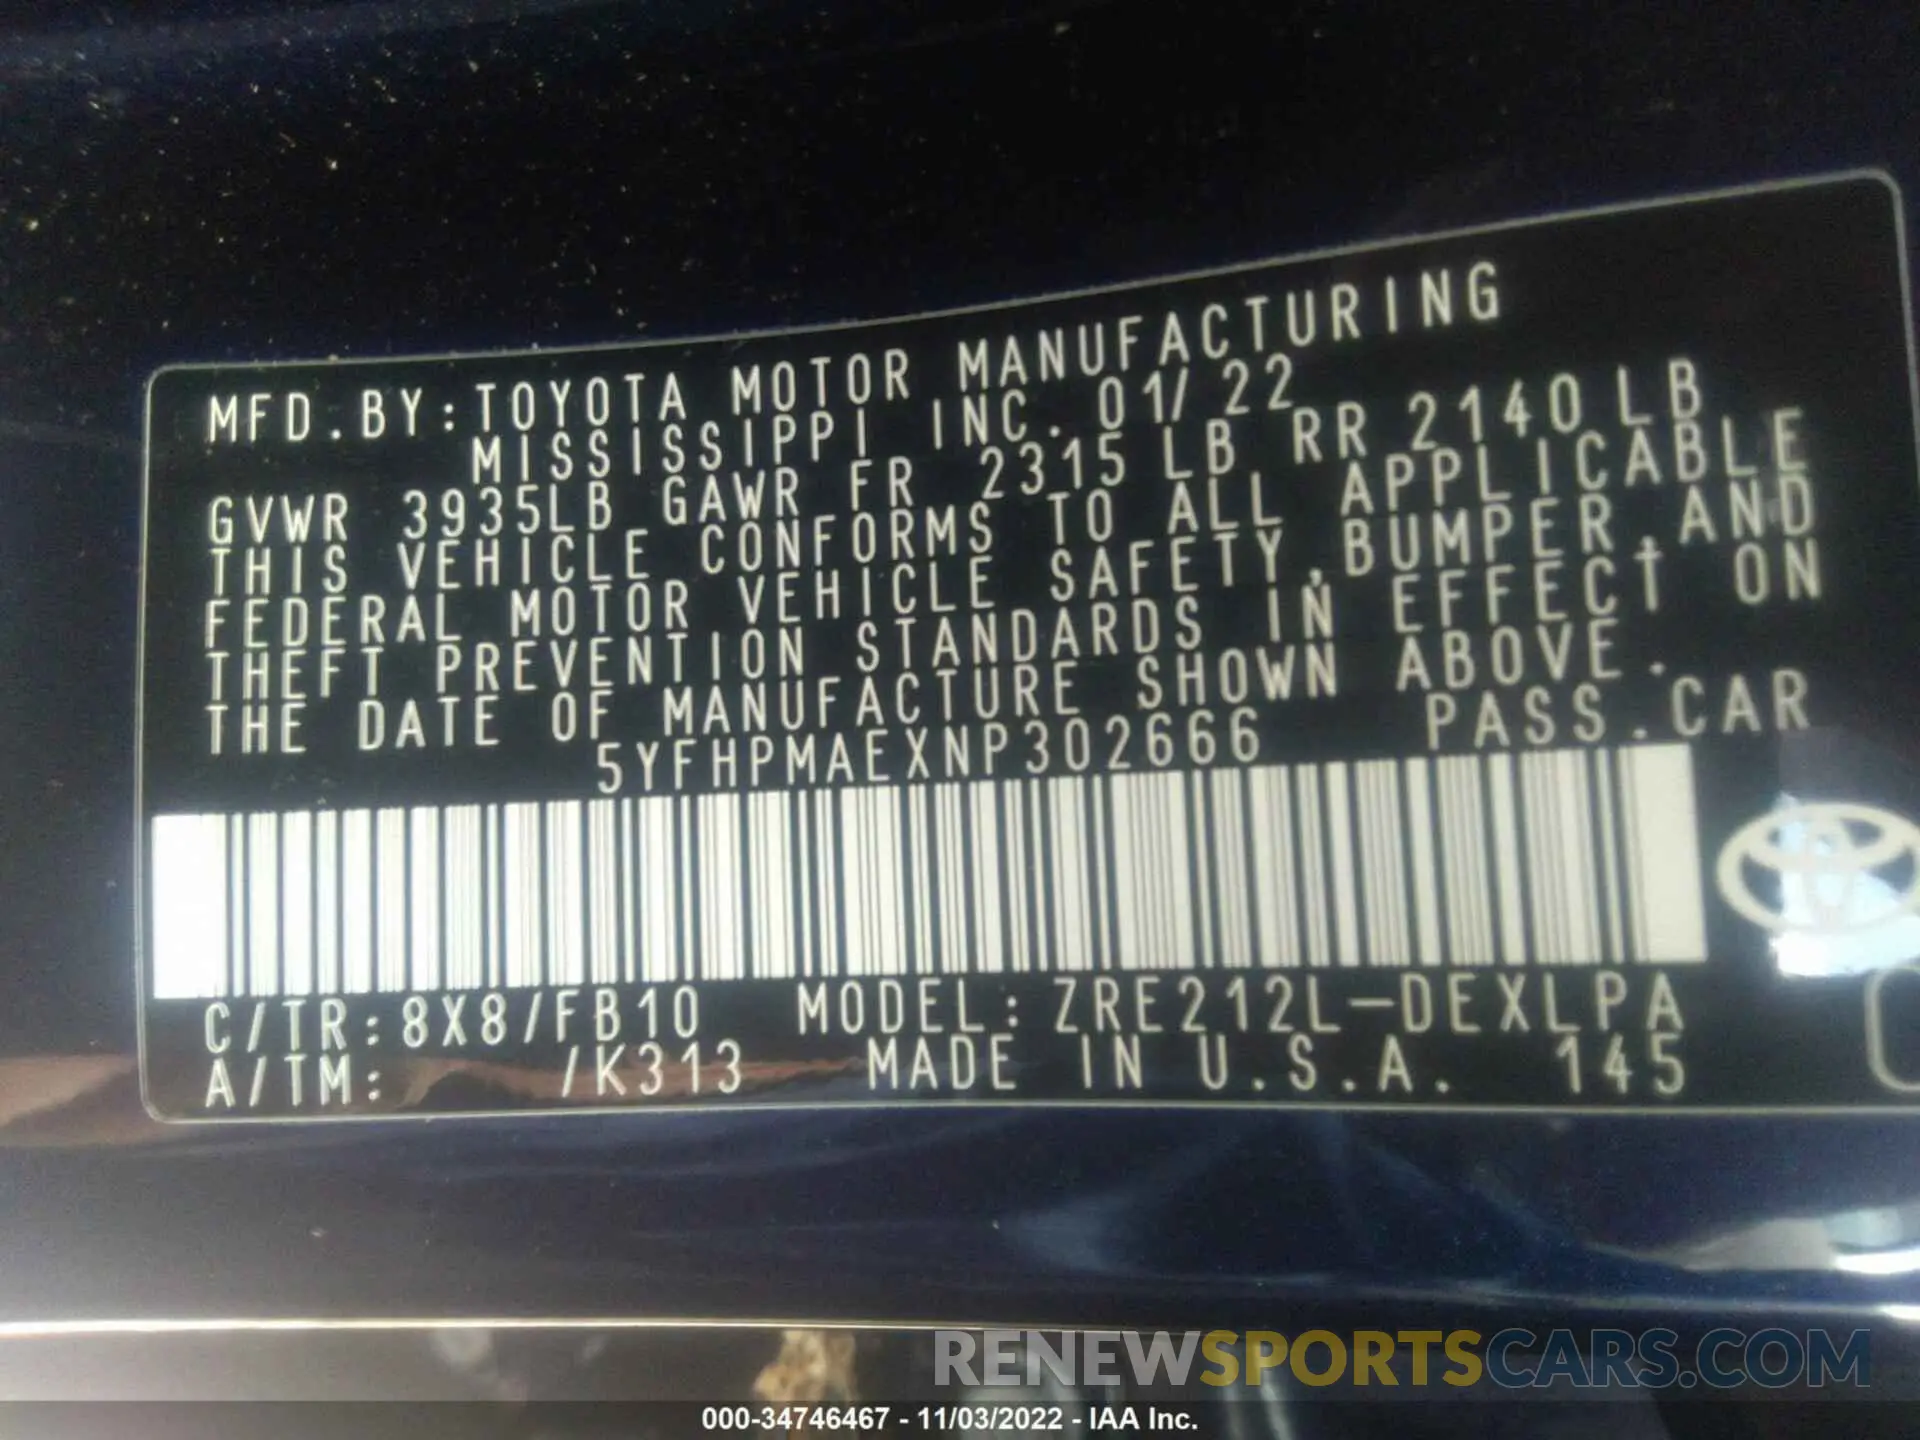 MFD.BY:TOYOTA MOTOR MANUFACTURING
MISSISSIPPI INC. 01/22
GVWR 3935LB GAWR FR 2315LB RR 2140LB
THIS VEHICLE CONFORMS TO ALL APPLICABLE
FEDERAL MOTOR VEHICLE SAFETY,BUMPER,AND
THEFT PREVENTION STANDARDS IN EFFECT ON
THE DATE OF MANUFACTURE SHOWN ABOVE.
5YFHPMAEXNP302666 PASS.CAR
C/TR:8X8/FB10 MODEL:ZRE212L-DEXLPA
A/TM: /K313 MADE IN U.S.A. 145
RENEWSPORTSCARS.COM
000-34746467 - 11/03/2022 - IAA Inc.